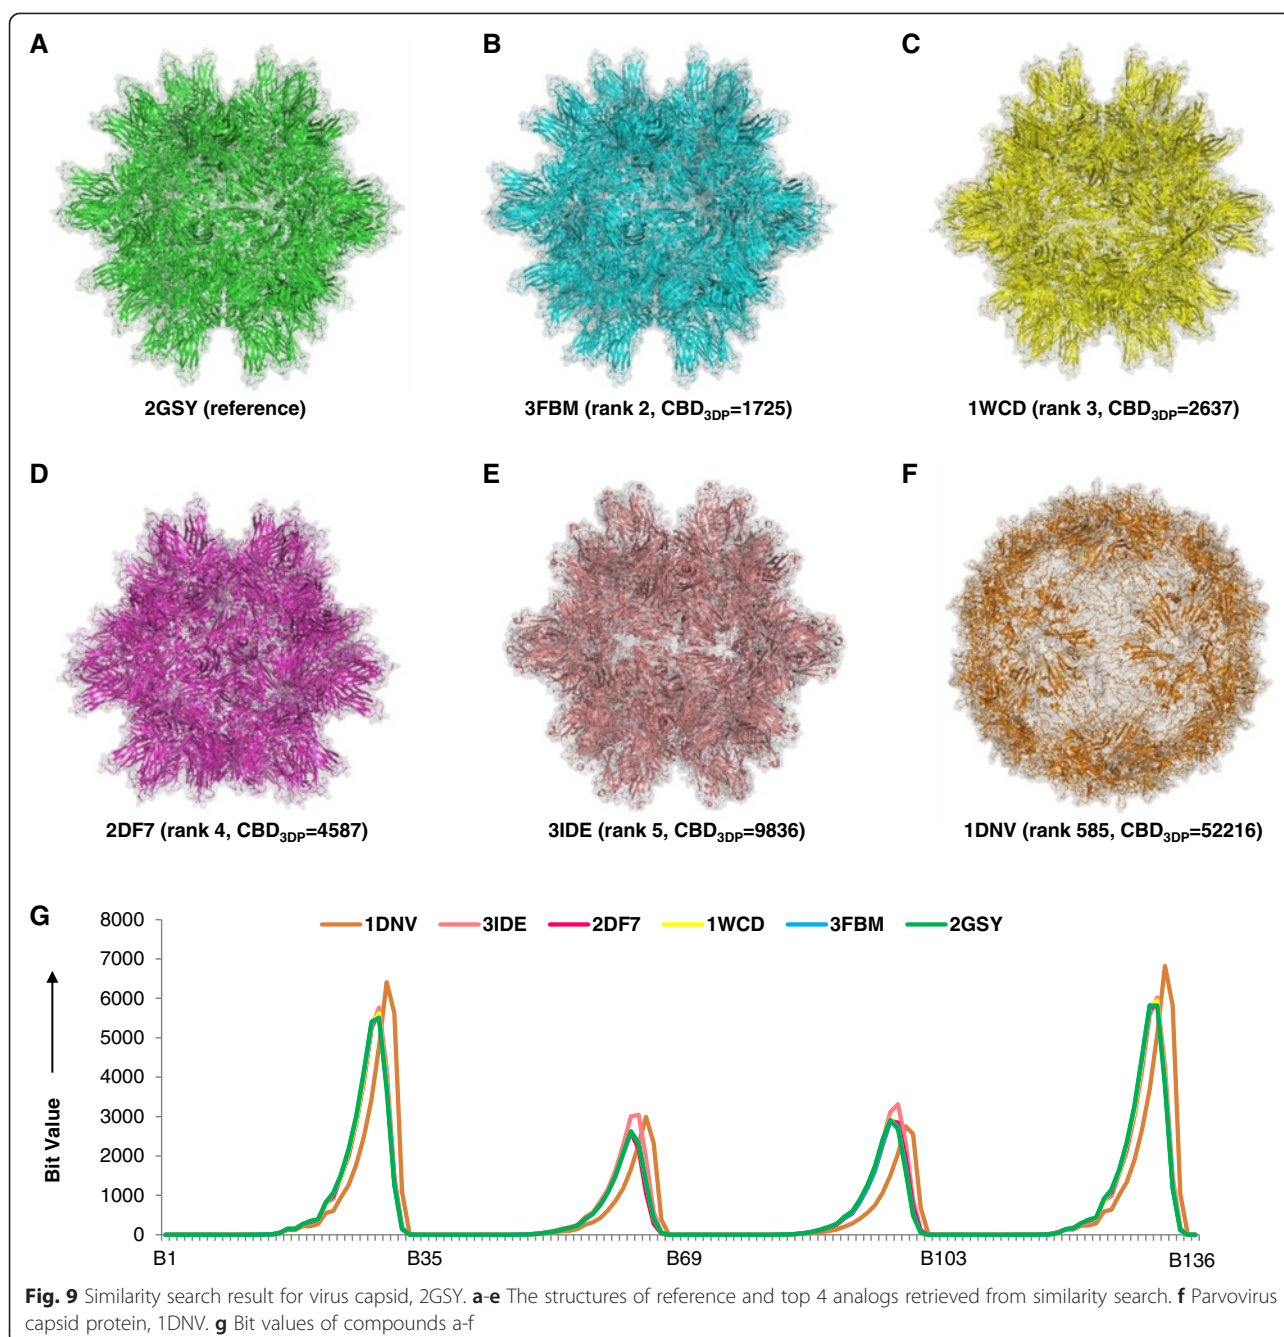 A
B
C
2GSY (reference)
3FBM (rank 2, CBD3DP=1725)
1WCD (rank 3, CBD3DP=2637)
D
E
F
2DF7 (rank 4, CBD3DP=4587)
3IDE (rank 5, CBD3DP=9836)
1DNV (rank 585, CBD3DP=52216)
G
1DNV 3IDE 2DF7 1WCD 3FBM 2GSY
Bit Value
8000
7000
6000
5000
4000
3000
2000
1000
0
B1 B35 B69 B103 B136
Fig. 9 Similarity search result for virus capsid, 2GSY. a-e The structures of reference and top 4 analogs retrieved from similarity search. f Parvovirus
capsid protein, 1DNV. g Bit values of compounds a-f